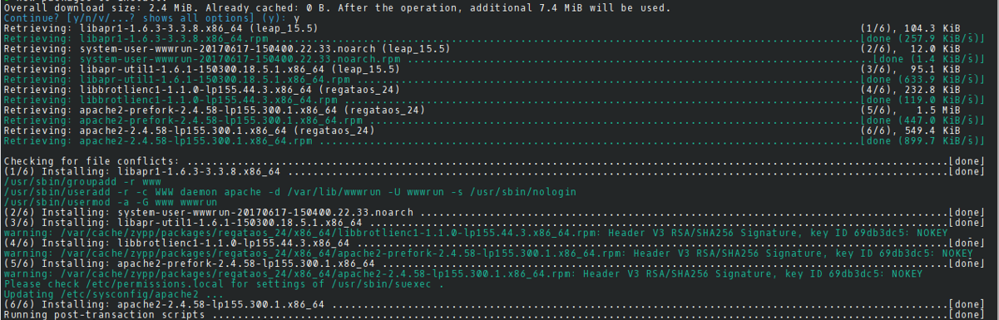 Overall download size: 2.4 MiB. Already cached: 0 B. After the operation, additional 7.4 MiB will be used.
Continue? [y/n/v/...? shows all options] (y): y
Retrieving: libapr1-1.6.3-3.3.8.x86_64 (leap_15.5) (1/6), 104.3 KiB
Retrieving: libapr1-1.6.3-3.3.8.x86_64.rpm ...[done (257.9 KiB/s)]
Retrieving: system-user-wwwrun-20170617-150400.22.33.noarch (leap_15.5) (2/6), 12.0 KiB
Retrieving: system-user-wwwrun-20170617-150400.22.33.noarch.rpm ...[done (1.4 KiB/s)]
Retrieving: libapr-util1-1.6.1-150300.18.5.1.x86_64 (leap_15.5) (3/6), 95.1 KiB
Retrieving: libapr-util1-1.6.1-150300.18.5.1.x86_64.rpm ...[done (633.9 KiB/s)]
Retrieving: libbrotlienc1-1.1.0-lp155.44.3.x86_64 (regataos_24) (4/6), 232.8 KiB
Retrieving: libbrotlienc1-1.1.0-lp155.44.3.x86_64.rpm ...[done (119.0 KiB/s)]
Retrieving: apache2-prefork-2.4.58-lp155.300.1.x86_64 (regataos_24) (5/6), 1.5 MiB
Retrieving: apache2-prefork-2.4.58-lp155.300.1.x86_64.rpm ...[done (447.0 KiB/s)]
Retrieving: apache2-2.4.58-lp155.300.1.x86_64 (regataos_24) (6/6), 549.4 KiB
Retrieving: apache2-2.4.58-lp155.300.1.x86_64.rpm ...[done (899.7 KiB/s)]
Checking for file conflicts: ...[done]
(1/6) Installing: libapr1-1.6.3-3.3.8.x86_64 ...[done]
/usr/sbin/groupadd -r www
/usr/sbin/useradd -r -c WWW daemon apache -d /var/lib/wwwrun -U wwwrun -s /usr/sbin/nologin
/usr/sbin/usermod -a -G www wwwrun
(2/6) Installing: system-user-wwwrun-20170617-150400.22.33.noarch ...[done]
(3/6) Installing: libapr-util1-1.6.1-150300.18.5.1.x86_64 ...[done]
warning: /var/cache/zypp/packages/regataos_24/x86_64/libbrotlienc1-1.1.0-lp155.44.3.x86_64.rpm: Header V3 RSA/SHA256 Signature, key ID 69db3dc5: NOKEY
(4/6) Installing: libbrotlienc1-1.1.0-lp155.44.3.x86_64 ...[done]
warning: /var/cache/zypp/packages/regataos_24/x86_64/apache2-prefork-2.4.58-lp155.300.1.x86_64.rpm: Header V3 RSA/SHA256 Signature, key ID 69db3dc5: NOKEY
(5/6) Installing: apache2-prefork-2.4.58-lp155.300.1.x86_64 ...[done]
warning: /var/cache/zypp/packages/regataos_24/x86_64/apache2-2.4.58-lp155.300.1.x86_64.rpm: Header V3 RSA/SHA256 Signature, key ID 69db3dc5: NOKEY
Please check /etc/permissions.local for settings of /usr/sbin/suexec .
Updating /etc/sysconfig/apache2 ...
(6/6) Installing: apache2-2.4.58-lp155.300.1.x86_64 ...[done]
Running post-transaction scripts ...[done]